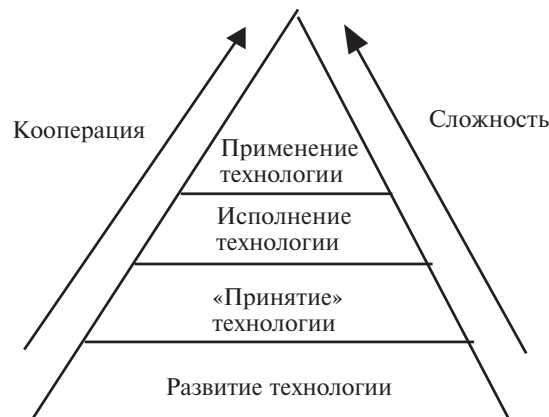 Кооперация
Сложность
Применение
технологии
Исполнение
технологии
«Принятие»
технологии
Развитие технологии